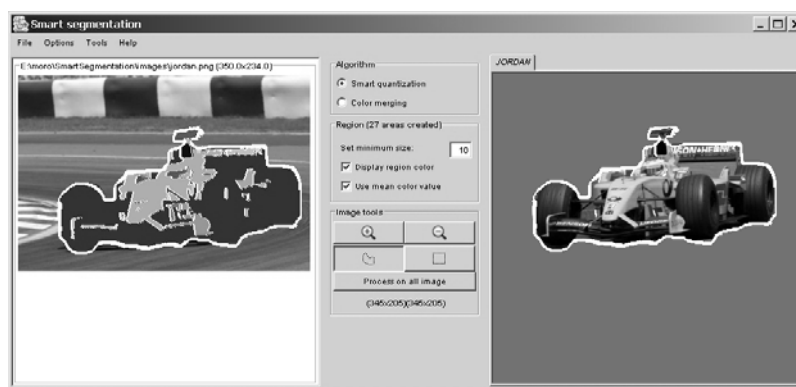 Smart segmentation
File Options Tools Help
E:\moro\SmartSegmentation\images\jordan.png (350.0x234.0)
Algorithm
Smart quantization
Color merging
Region (27 areas created)
Set minimum size: 10
Display region color
Use mean color value
Image tools
Process on all image
(345x205)(345x205)
JORDAN